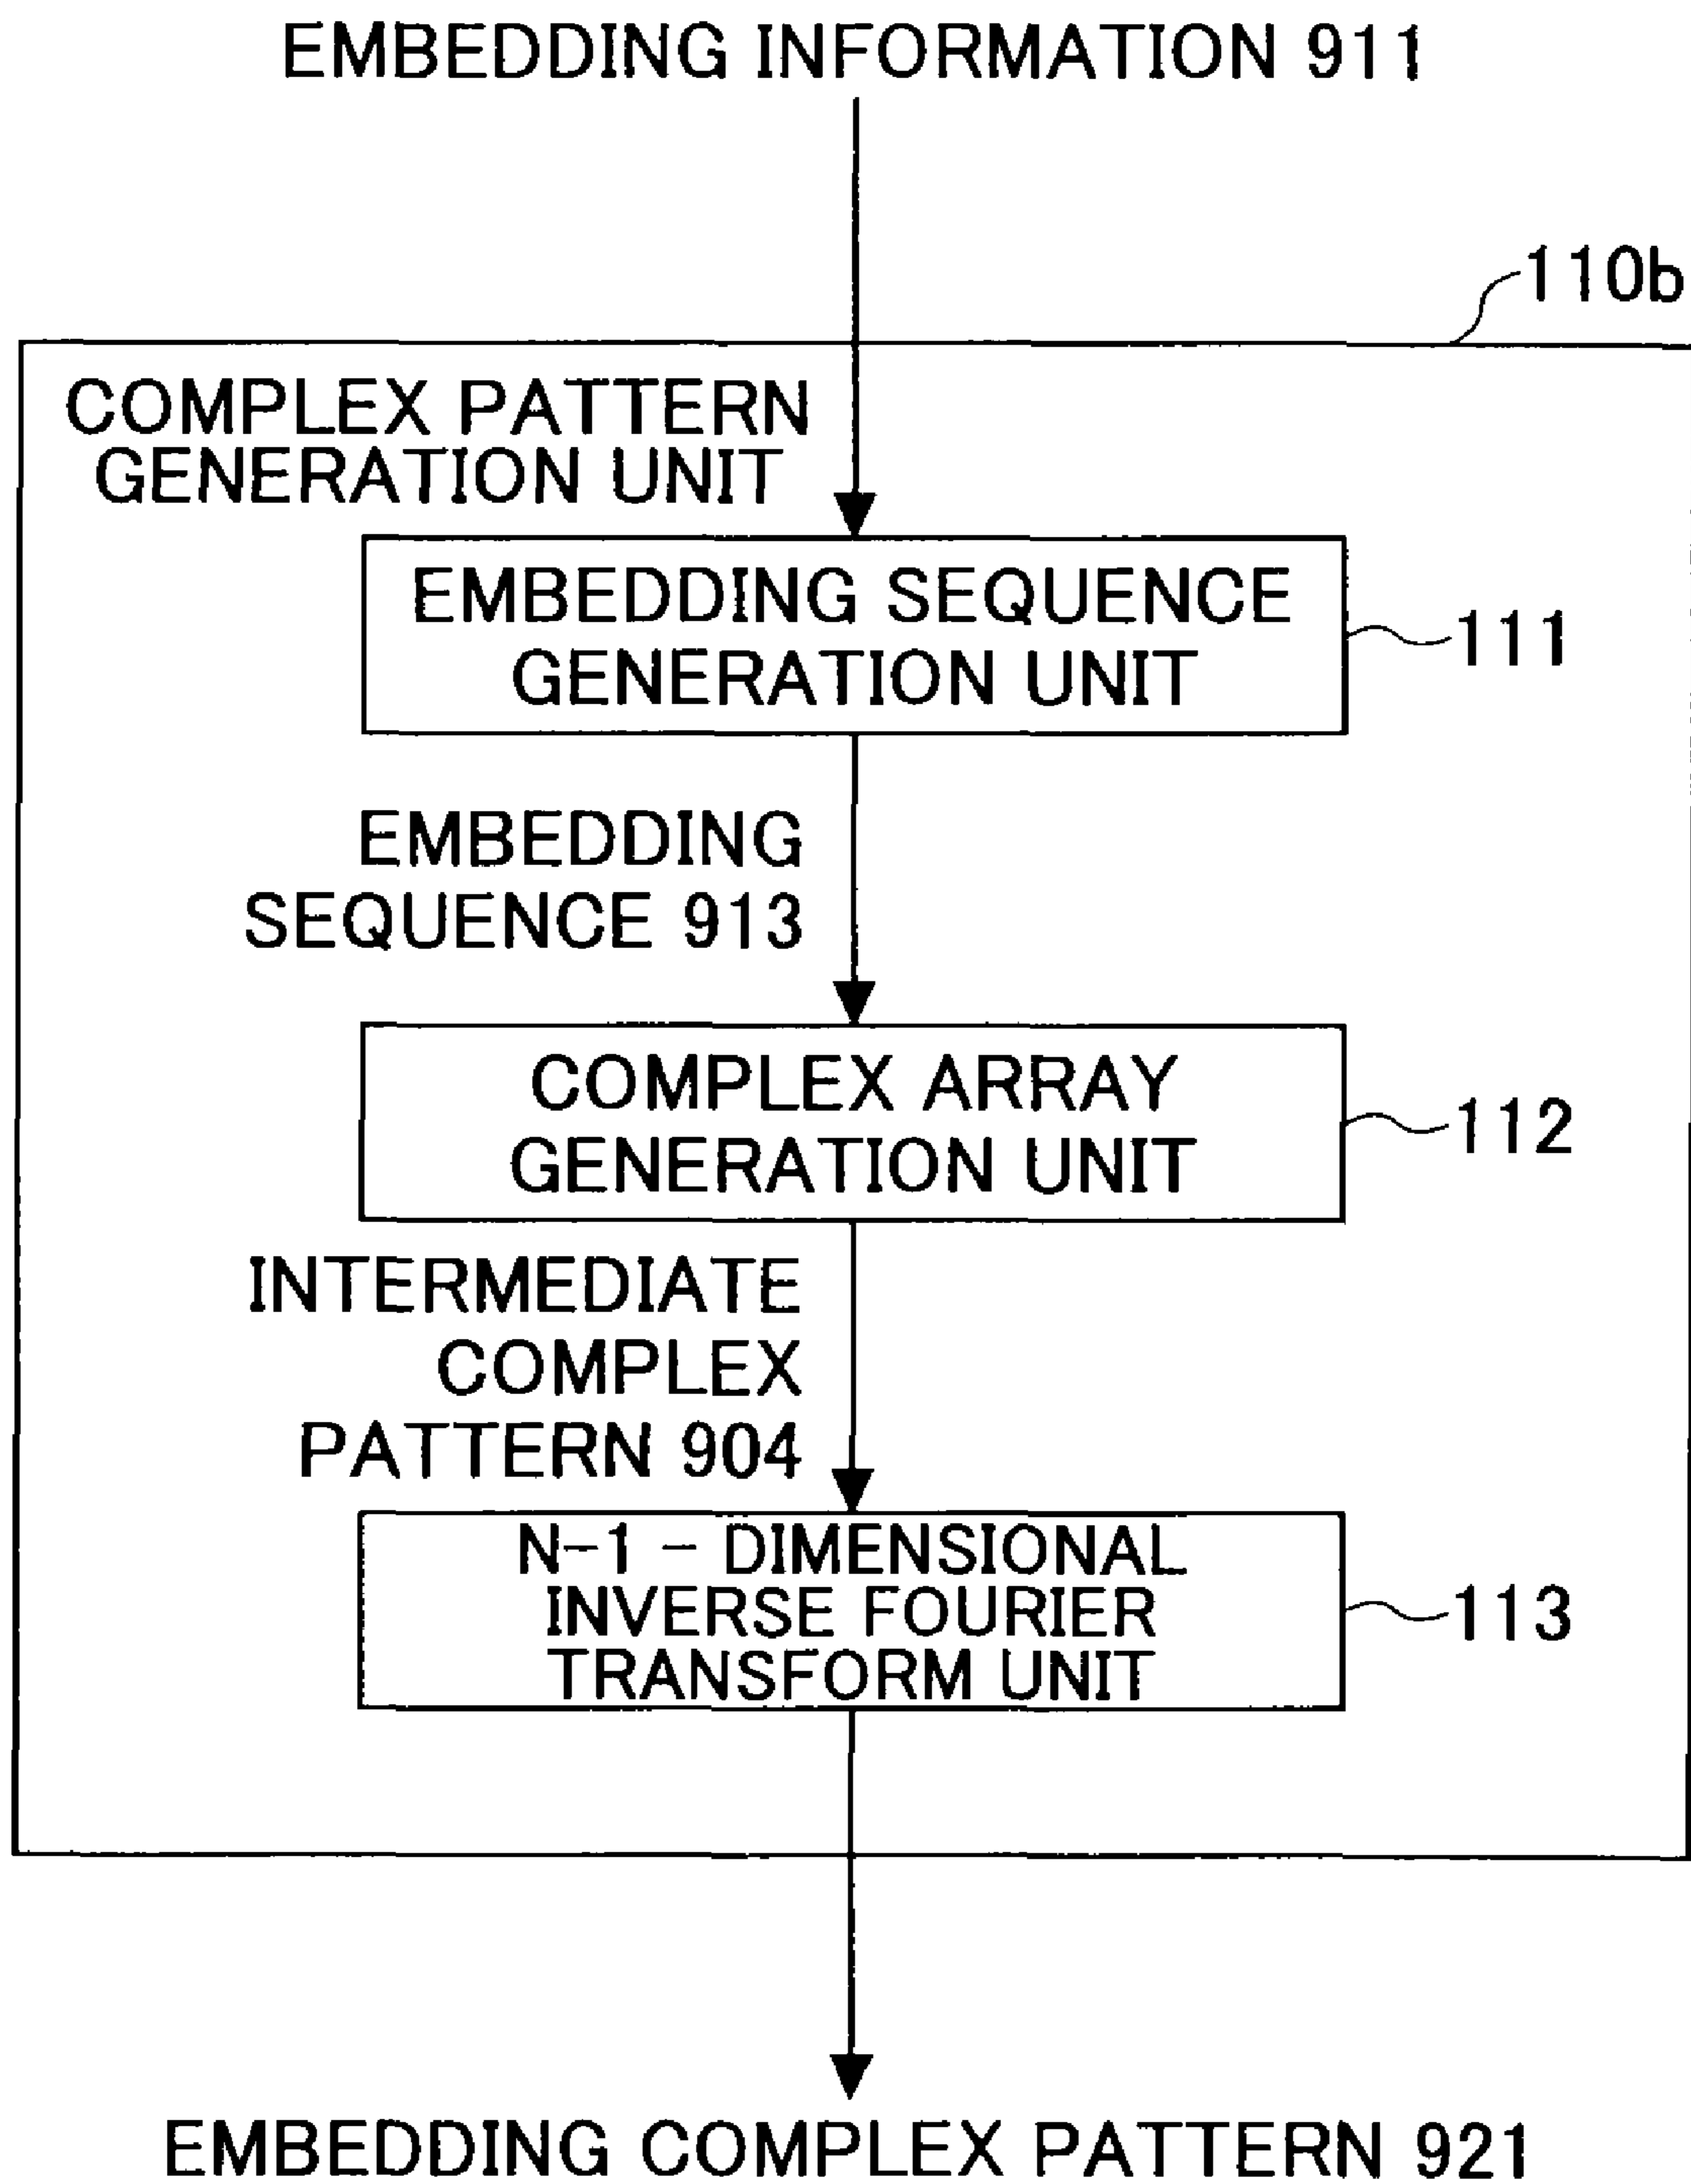 EMBEDDING INFORMATION 911
110b
COMPLEX PATTERN
GENERATION UNIT
EMBEDDING SEQUENCE
GENERATION UNIT
111
EMBEDDING
SEQUENCE 913
COMPLEX ARRAY
GENERATION UNIT
112
INTERMEDIATE
COMPLEX
PATTERN 904
N-1 - DIMENSIONAL
INVERSE FOURIER
TRANSFORM UNIT
113
EMBEDDING COMPLEX PATTERN 921